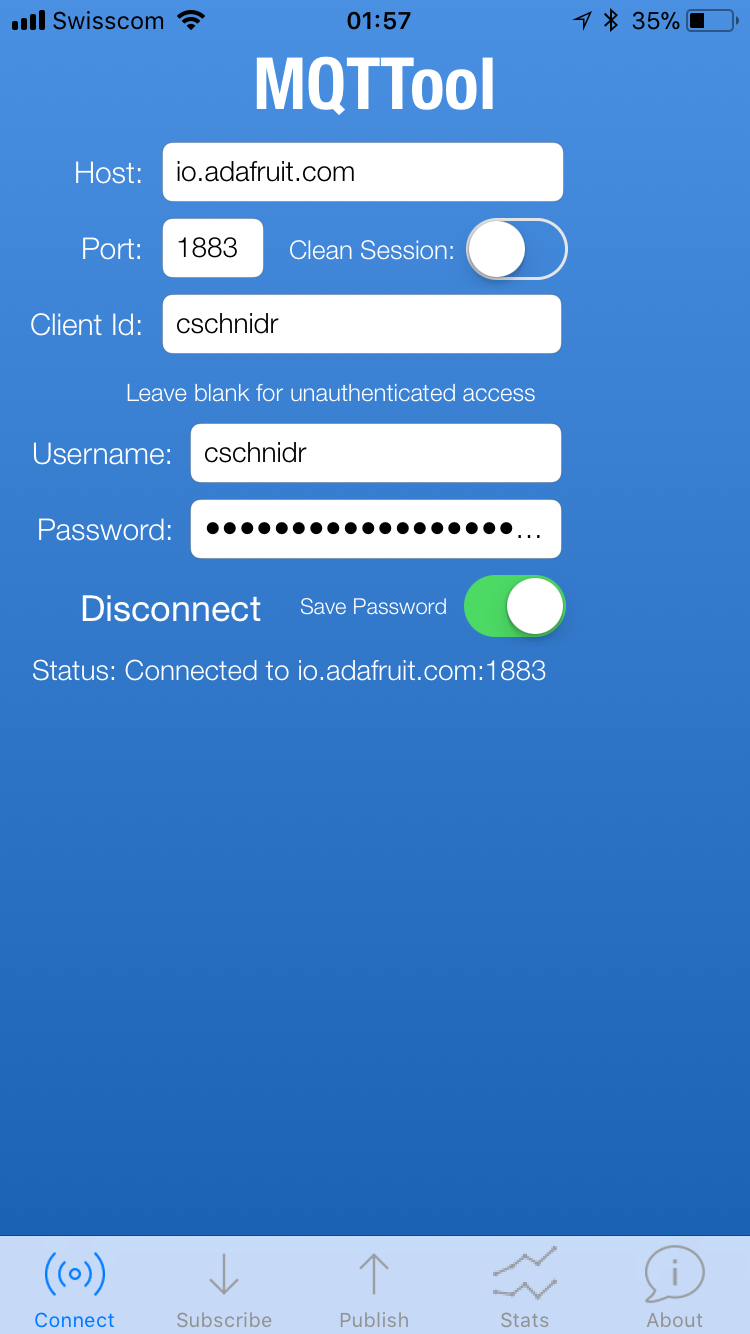 Swisscom 01:57 35%
MQTTool
Host: io.adafruit.com
Port: 1883 Clean Session:
Client Id: cschnidr
Leave blank for unauthenticated access
Username: cschnidr
Password: ●●●●●●●●●●●●●●●●●●...
Disconnect Save Password
Status: Connected to io.adafruit.com:1883
Connect Subscribe Publish Stats About